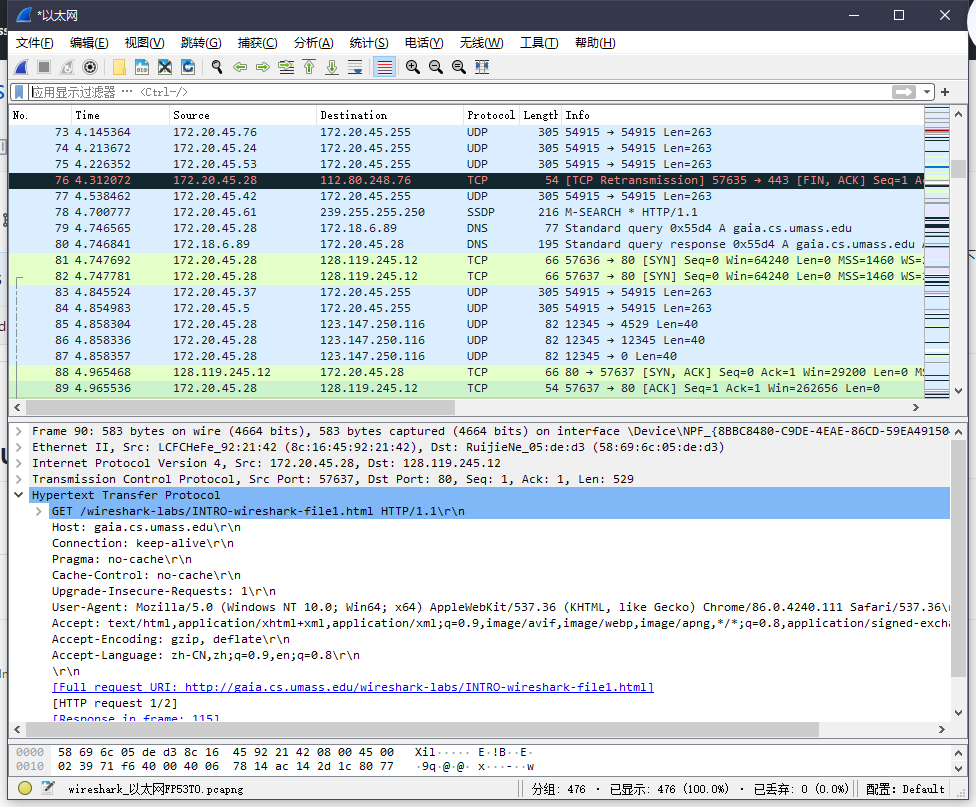 *以太网
文件(F) 编辑(E) 视图(V) 跳转(G) 捕获(C) 分析(A) 统计(S) 电话(Y) 无线(W) 工具(T) 帮助(H)
应用显示过滤器 … <Ctrl-/>
No. Time Source Destination Protocol Length Info
73 4.145364 172.20.45.76 172.20.45.255 UDP 305 54915 → 54915 Len=263
74 4.213672 172.20.45.24 172.20.45.255 UDP 305 54915 → 54915 Len=263
75 4.226352 172.20.45.53 172.20.45.255 UDP 305 54915 → 54915 Len=263
76 4.312072 172.20.45.28 112.80.248.76 TCP 54 [TCP Retransmission] 57635 → 443 [FIN, ACK] Seq=1 A
77 4.538462 172.20.45.42 172.20.45.255 UDP 305 54915 → 54915 Len=263
78 4.700777 172.20.45.61 239.255.255.250 SSDP 216 M-SEARCH * HTTP/1.1
79 4.746565 172.20.45.28 172.18.6.89 DNS 77 Standard query 0x55d4 A gaia.cs.umass.edu
80 4.746841 172.18.6.89 172.20.45.28 DNS 195 Standard query response 0x55d4 A gaia.cs.umass.edu A
81 4.747692 172.20.45.28 128.119.245.12 TCP 66 57636 → 80 [SYN] Seq=0 Win=64240 Len=0 MSS=1460 WS=
82 4.747781 172.20.45.28 128.119.245.12 TCP 66 57637 → 80 [SYN] Seq=0 Win=64240 Len=0 MSS=1460 WS=
83 4.845524 172.20.45.37 172.20.45.255 UDP 305 54915 → 54915 Len=263
84 4.854983 172.20.45.5 172.20.45.255 UDP 305 54915 → 54915 Len=263
85 4.858304 172.20.45.28 123.147.250.116 UDP 82 12345 → 4529 Len=40
86 4.858336 172.20.45.28 123.147.250.116 UDP 82 12345 → 12345 Len=40
87 4.858357 172.20.45.28 123.147.250.116 UDP 82 12345 → 0 Len=40
88 4.965468 128.119.245.12 172.20.45.28 TCP 66 80 → 57637 [SYN, ACK] Seq=0 Ack=1 Win=29200 Len=0 M
89 4.965536 172.20.45.28 128.119.245.12 TCP 54 57637 → 80 [ACK] Seq=1 Ack=1 Win=262656 Len=0
Frame 90: 583 bytes on wire (4664 bits), 583 bytes captured (4664 bits) on interface \Device\NPF_{8BBC8480-C9DE-4EAE-86CD-59EA49150
Ethernet II, Src: LCFCHeFe_92:21:42 (8c:16:45:92:21:42), Dst: RuijieNe_05:de:d3 (58:69:6c:05:de:d3)
Internet Protocol Version 4, Src: 172.20.45.28, Dst: 128.119.245.12
Transmission Control Protocol, Src Port: 57637, Dst Port: 80, Seq: 1, Ack: 1, Len: 529
Hypertext Transfer Protocol
GET /wireshark-labs/INTRO-wireshark-file1.html HTTP/1.1\r\n
Host: gaia.cs.umass.edu\r\n
Connection: keep-alive\r\n
Pragma: no-cache\r\n
Cache-Control: no-cache\r\n
Upgrade-Insecure-Requests: 1\r\n
User-Agent: Mozilla/5.0 (Windows NT 10.0; Win64; x64) AppleWebKit/537.36 (KHTML, like Gecko) Chrome/86.0.4240.111 Safari/537.36\
Accept: text/html,application/xhtml+xml,application/xml;q=0.9,image/avif,image/webp,image/apng,*/*;q=0.8,application/signed-exch
Accept-Encoding: gzip, deflate\r\n
Accept-Language: zh-CN,zh;q=0.9,en;q=0.8\r\n
\r\n
[Full request URI: http://gaia.cs.umass.edu/wireshark-labs/INTRO-wireshark-file1.html]
[HTTP request 1/2]
[Response in frame: 115]
0000 58 69 6c 05 de d3 8c 16 45 92 21 42 08 00 45 00 Xil····· E·!B··E·
0010 02 39 71 f6 40 00 40 06 78 14 ac 14 2d 1c 80 77 ·9q·@·@· x···-··w
wireshark_以太网FP53T0.pcapng 分组: 476 · 已显示: 476 (100.0%) · 已丢弃: 0 (0.0%) 配置: Default